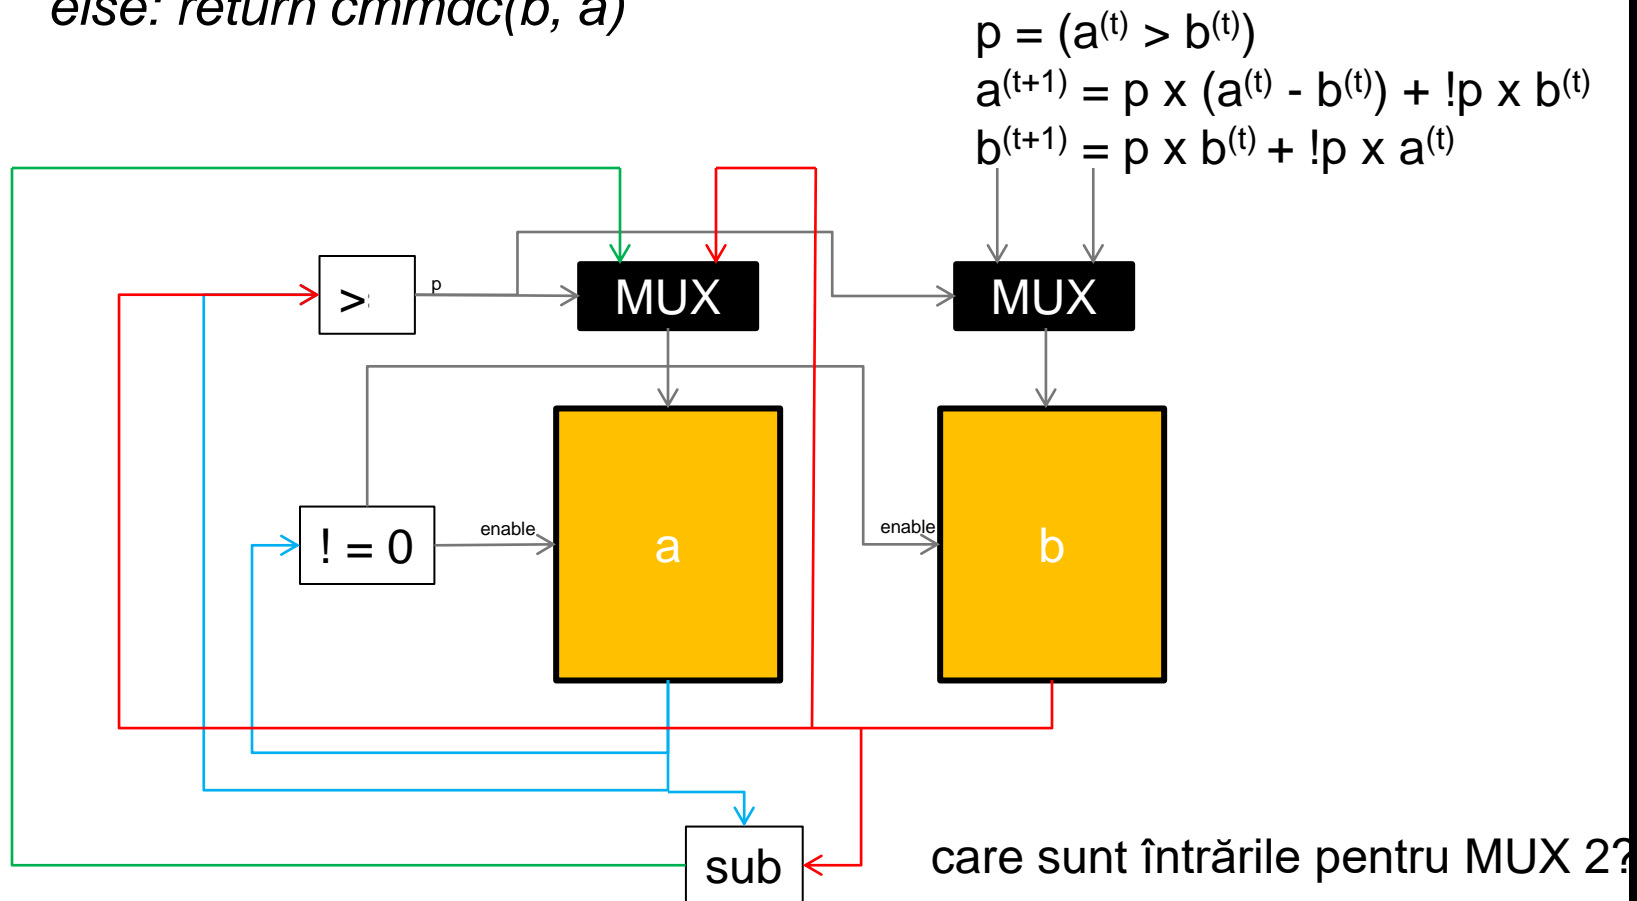 else: return cmmdc(b, a)
p = (a(t) > b(t))
a(t+1) = p x (a(t) - b(t)) + !p x b(t)
b(t+1) = p x b(t) + !p x a(t)
>
p
MUX
MUX
! = 0
enable
a
enable
b
sub
care sunt întrările pentru MUX 2?